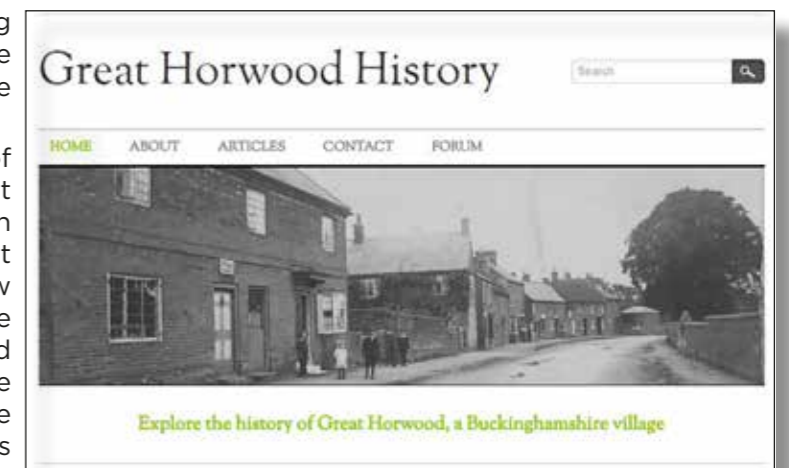 g
e
e
f
t
n
t
w
e
d
e
e
s
Great Horwood History
Search
HOME ABOUT ARTICLES CONTACT FORUM
Explore the history of Great Horwood, a Buckinghamshire village